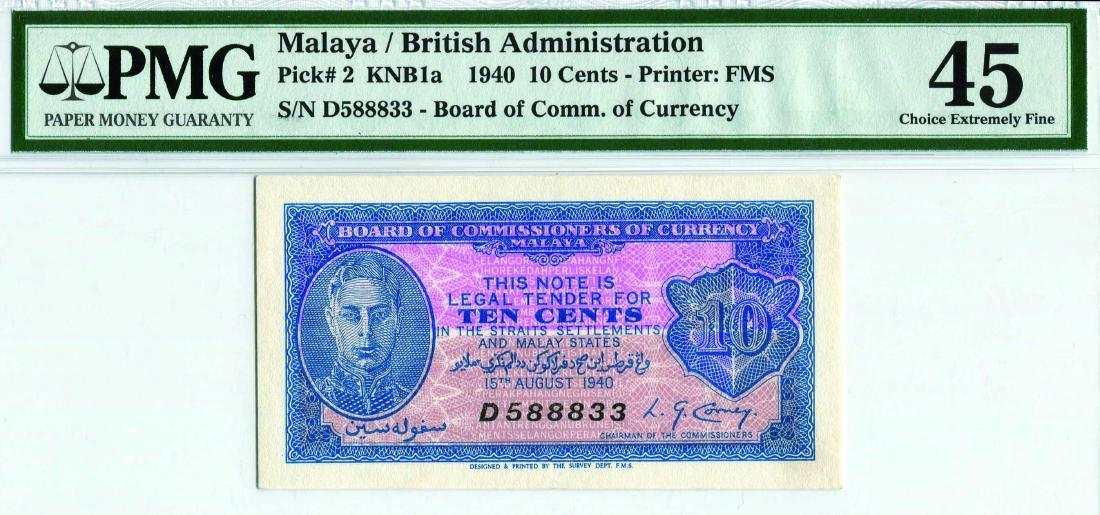 PMG
PAPER MONEY GUARANTY
Malaya / British Administration
Pick# 2 KNB1a 1940 10 Cents - Printer: FMS
S/N D588833 - Board of Comm. of Currency
45
Choice Extremely Fine
BOARD OF COMMISSIONERS OF CURRENCY
MALAYA
THIS NOTE IS
LEGAL TENDER FOR
TEN CENTS
IN THE STRAITS SETTLEMENTS
AND MALAY STATES
15TH AUGUST 1940
10
D588833
L. G. Corney.
CHAIRMAN OF THE COMMISSIONERS
سڤوله سين
DESIGNED & PRINTED BY THE SURVEY DEPT. F.M.S.